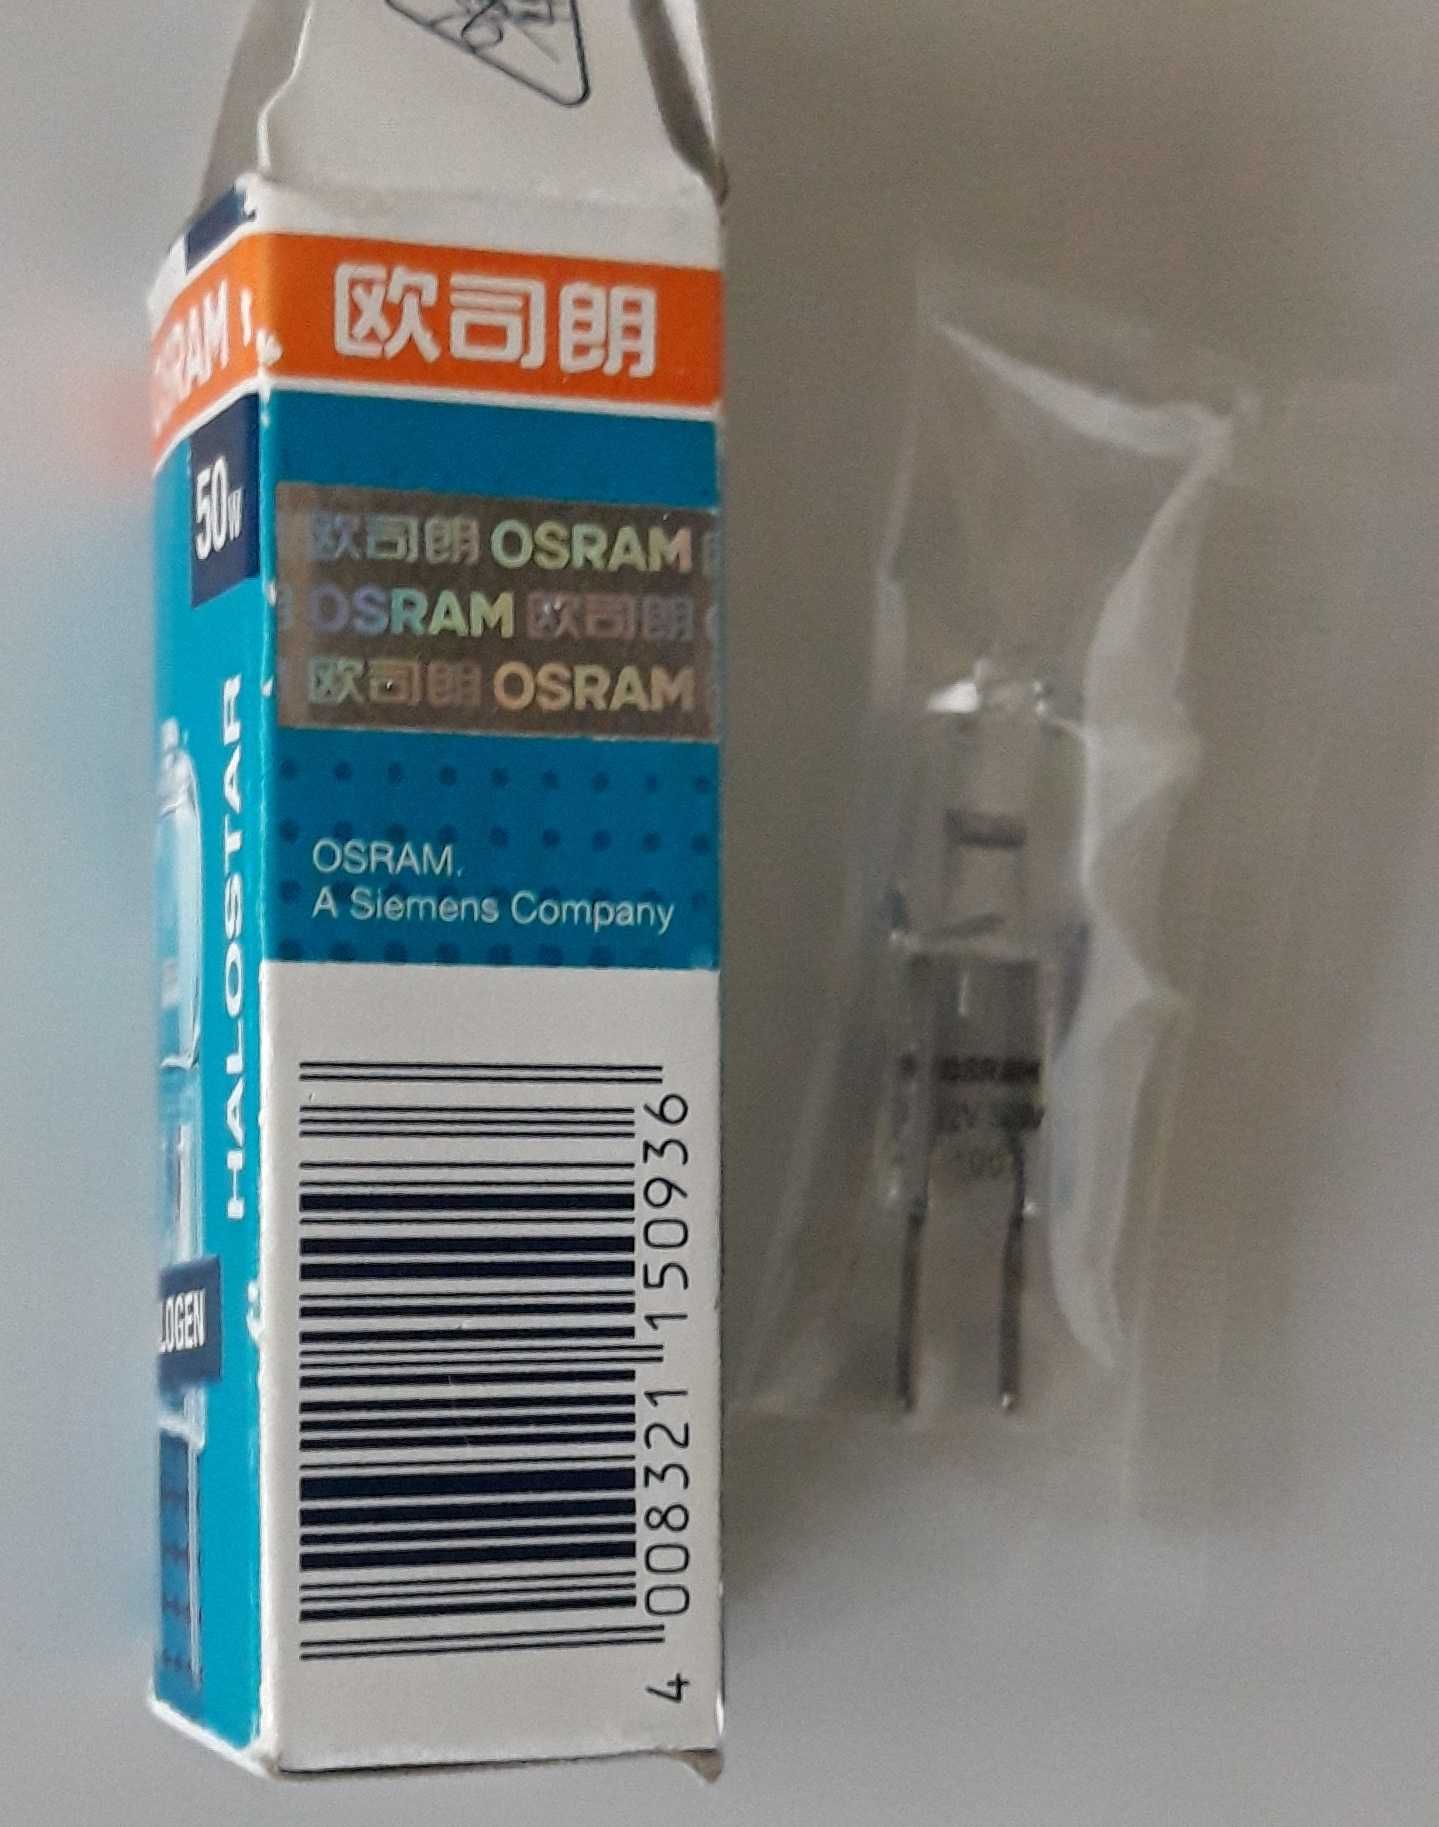 OSRAM
50W
HALOSTAR
LOGEN
欧司朗
欧司朗 OSRAM
OSRAM 欧司朗
欧司朗 OSRAM
OSRAM.
A Siemens Company
4 008321 150936
OSRAM